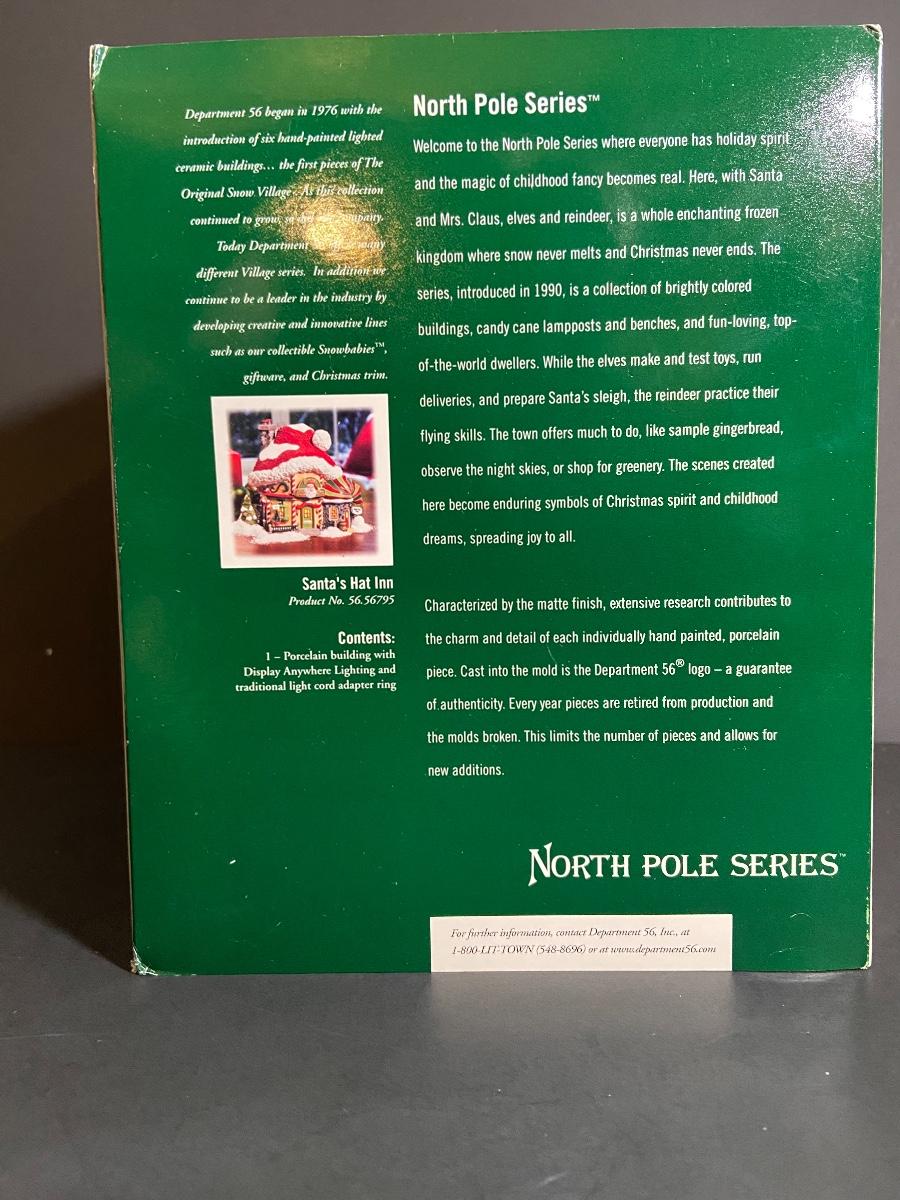 Department 56 began in 1976 with the
introduction of six hand-painted lighted
ceramic buildings... the first pieces of The
Original Snow Village. As this collection
continued to grow, so did our company.
Today Department many
different Village series. In addition we
continue to be a leader in the industry by
developing creative and innovative lines
such as our collectible Snowbabies™,
giftware, and Christmas trim.
Santa's Hat Inn
Product No. 56.56795
Contents:
1 – Porcelain building with
Display Anywhere Lighting and
traditional light cord adapter ring
North Pole Series™
Welcome to the North Pole Series where everyone has holiday spirit
and the magic of childhood fancy becomes real. Here, with Santa
and Mrs. Claus, elves and reindeer, is a whole enchanting frozen
kingdom where snow never melts and Christmas never ends. The
series, introduced in 1990, is a collection of brightly colored
buildings, candy cane lampposts and benches, and fun-loving, top-
of-the-world dwellers. While the elves make and test toys, run
deliveries, and prepare Santa's sleigh, the reindeer practice their
flying skills. The town offers much to do, like sample gingerbread,
observe the night skies, or shop for greenery. The scenes created
here become enduring symbols of Christmas spirit and childhood
dreams, spreading joy to all.
Characterized by the matte finish, extensive research contributes to
the charm and detail of each individually hand painted, porcelain
piece. Cast into the mold is the Department 56® logo – a guarantee
of authenticity. Every year pieces are retired from production and
the molds broken. This limits the number of pieces and allows for
new additions.
NORTH POLE SERIES™
For further information, contact Department 56, Inc., at
1-800-LIT-TOWN (548-8696) or at www.department56.com